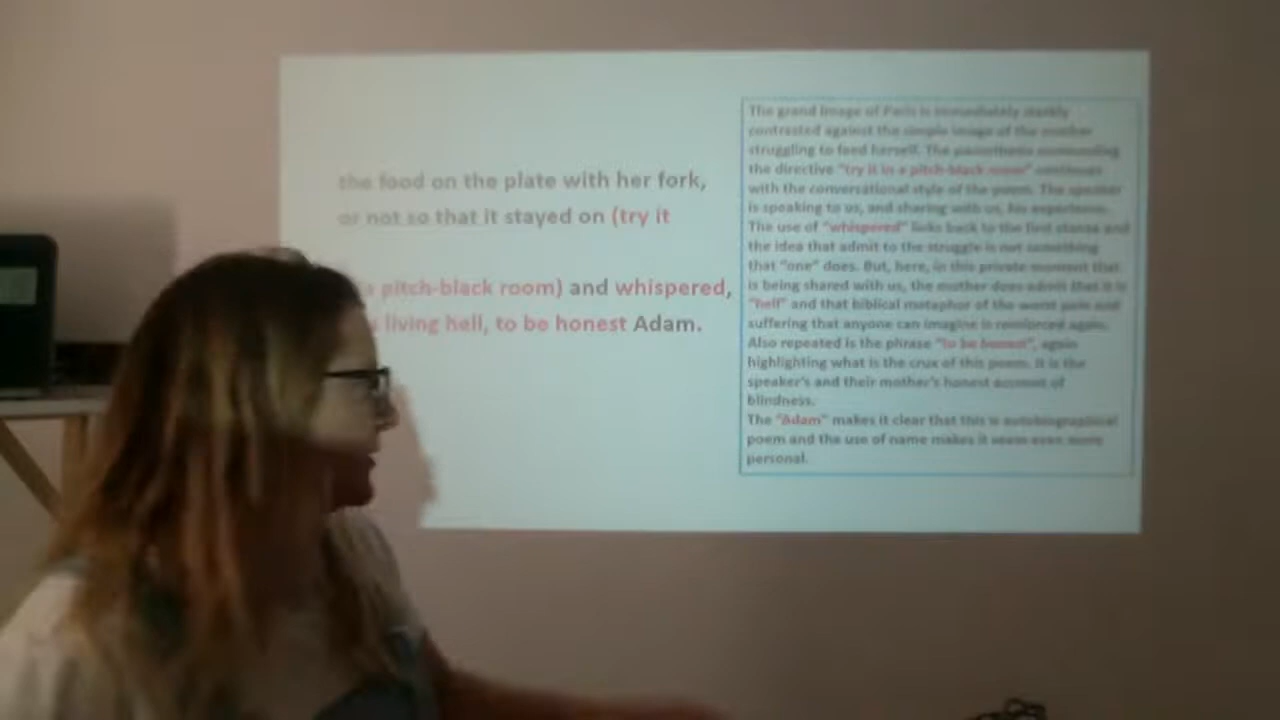 the food on the plate with her fork,
or not so that it stayed on (try it
a pitch-black room) and whispered,
living hell, to be honest Adam.
The grand image of Paris is immediately starkly
contrasted against the simple image of the mother
struggling to feed herself. The parenthesis surrounding
the directive "try it in a pitch-black room" continues
with the conversational style of the poem. The speaker
is speaking to us, and sharing with us, his experience.
The use of "whispered" links back to the first stanza and
the idea that admit to the struggle is not something
that "one" does. But, here, in this private moment that
is being shared with us, the mother does admit that it is
"hell" and that biblical metaphor of the worst pain and
suffering that anyone can imagine is reinforced again.
Also repeated is the phrase "to be honest", again
highlighting what is the crux of this poem. It is the
speaker's and their mother's honest account of
blindness.
The "Adam" makes it clear that this is autobiographical
poem and the use of name makes it seem even more
personal.